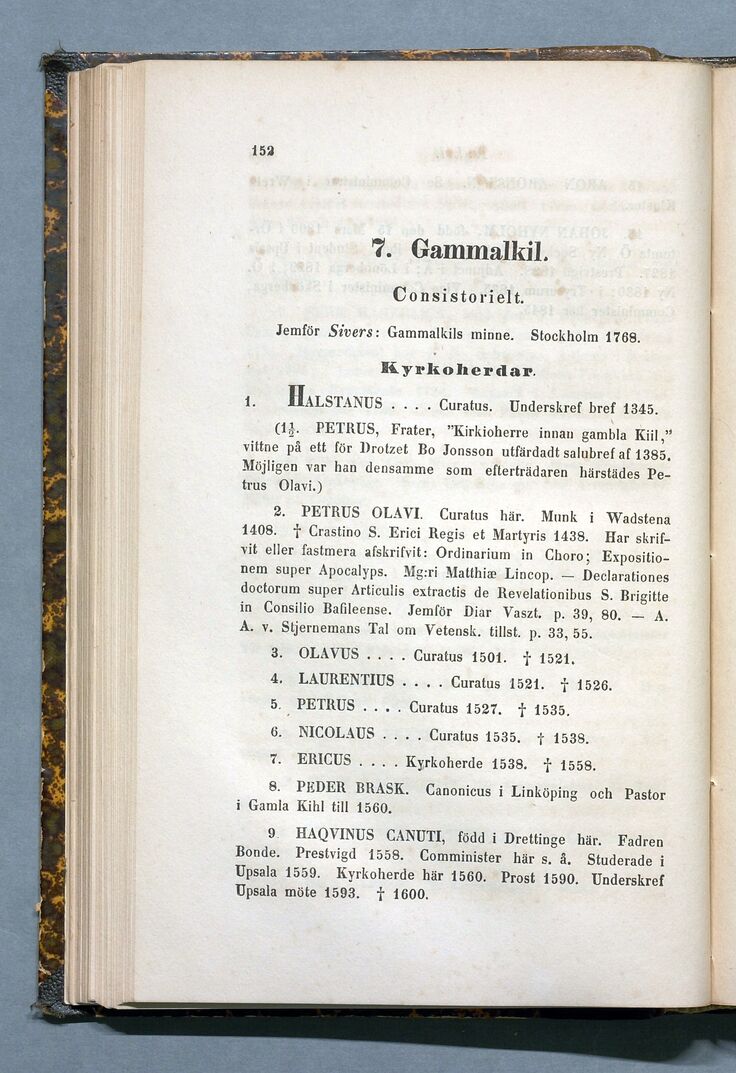 152
7. Gammalkil.
Consistorielt.
Jemför Sivers: Gammalkils minne. Stockholm 1768.
Kyrkoherdar.
1. HALSTANUS . . . . Curatus. Underskref bref 1345.
(1½. PETRUS, Frater, ”Kirkioherre innan gambla Kiil,”
vittne på ett för Drotzet Bo Jonsson utfärdadt salubref af 1385.
Möjligen var han densamme som efterträdaren härstädes Pe-
trus Olavi.)
2. PETRUS OLAVI. Curatus här. Munk i Wadstena
1408. † Crastino S. Erici Regis et Martyris 1438. Har skrif-
vit eller fastmera afskrifvit: Ordinarium in Choro; Expositio-
nem super Apocalyps. Mg:ri Matthiæ Lincop. — Declarationes
doctorum super Articulis extractis de Revelationibus S. Brigitte
in Consilio Basileense. Jemför Diar Vazst. p. 39, 80. — A.
A. v. Stjernemans Tal om Vetensk. tillst. p. 33, 55.
3. OLAVUS . . . . Curatus 1501. † 1521.
4. LAURENTIUS . . . . Curatus 1521. † 1526.
5. PETRUS . . . . Curatus 1527. † 1535.
6. NICOLAUS . . . . Curatus 1535. † 1538.
7. ERICUS . . . . Kyrkoherde 1538. † 1558.
8. PEDER BRASK. Canonicus i Linköping och Pastor
i Gamla Kihl till 1560.
9 HAQVINUS CANUTI, född i Drettinge här. Fadren
Bonde. Prestvigd 1558. Comminister här s. å. Studerade i
Upsala 1559. Kyrkoherde här 1560. Prost 1590. Underskref
Upsala möte 1593. † 1600.